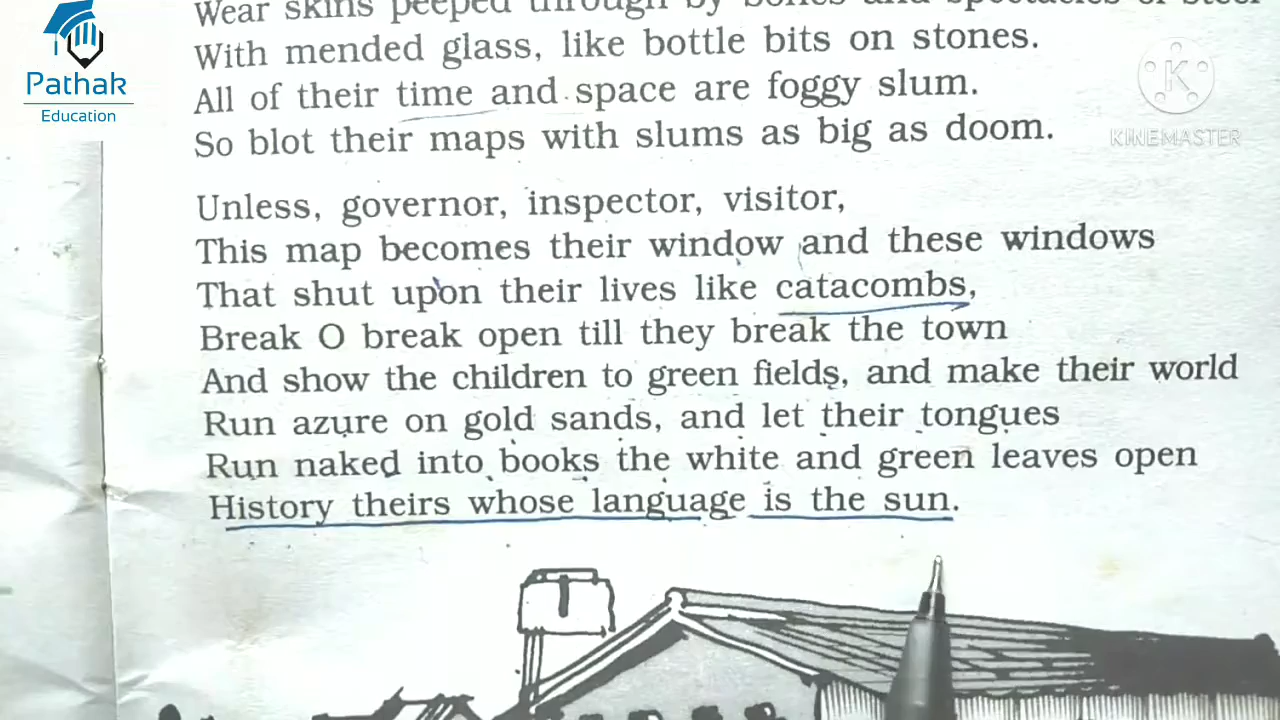 Wear skins peeped through by bones and spectacles of steel
With mended glass, like bottle bits on stones.
All of their time and space are foggy slum.
So blot their maps with slums as big as doom.
Unless, governor, inspector, visitor,
This map becomes their window and these windows
That shut upon their lives like catacombs,
Break O break open till they break the town
And show the children to green fields, and make their world
Run azure on gold sands, and let their tongues
Run naked into books the white and green leaves open
History theirs whose language is the sun.
Pathak
Education
K
KINEMASTER